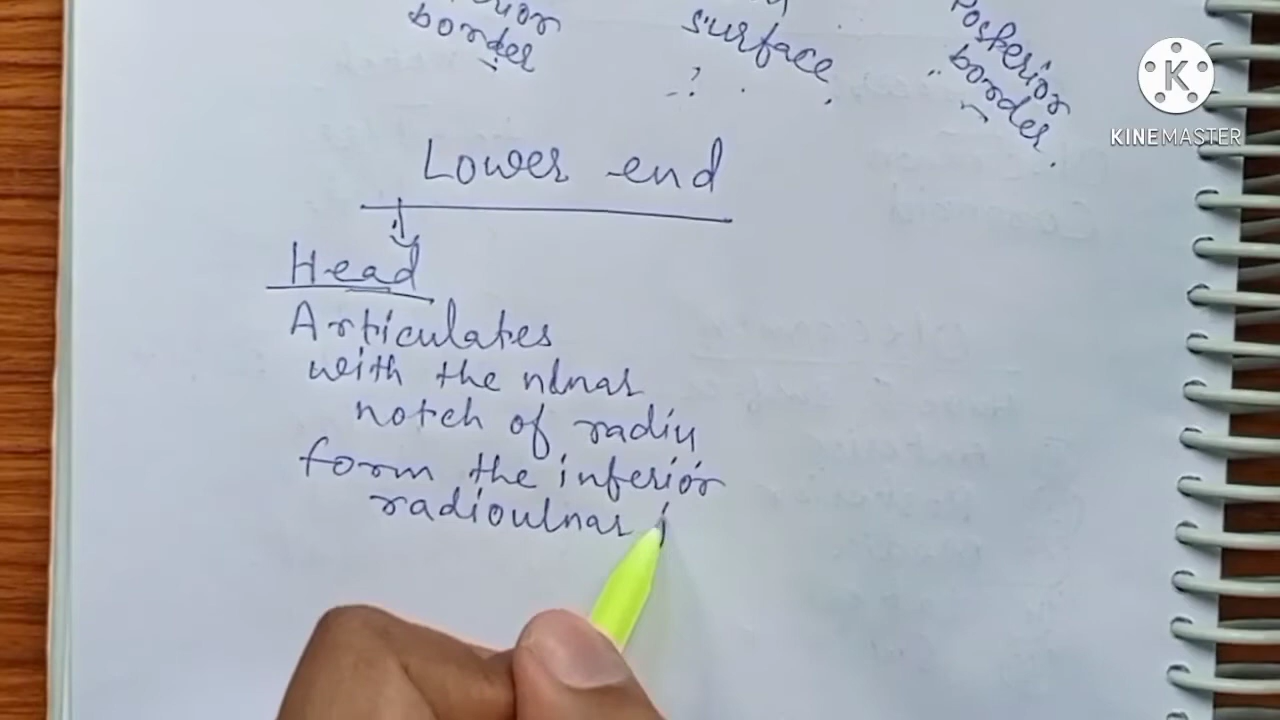 border
surface
-?
Posterior
border.
K
KINEMASTER
Lower end
Head
Articulates
with the ulnar
notch of radiu
form the inferior
radioulnar j